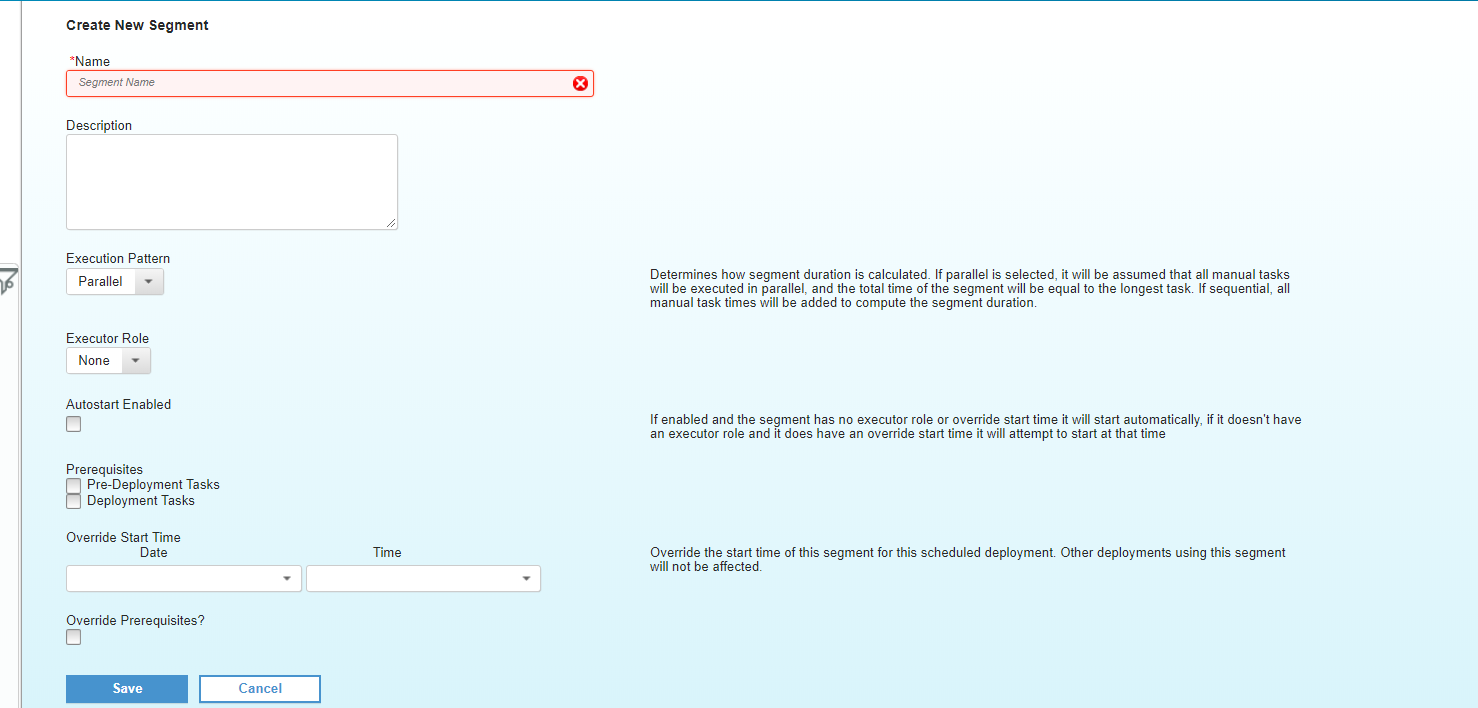 Create New Segment
*Name
Segment Name
Description
Execution Pattern
Parallel
Determines how segment duration is calculated. If parallel is selected, it will be assumed that all manual tasks
will be executed in parallel, and the total time of the segment will be equal to the longest task. If sequential, all
manual task times will be added to compute the segment duration.
Executor Role
None
Autostart Enabled
If enabled and the segment has no executor role or override start time it will start automatically, if it doesn't have
an executor role and it does have an override start time it will attempt to start at that time
Prerequisites
Pre-Deployment Tasks
Deployment Tasks
Override Start Time
Date Time
Override the start time of this segment for this scheduled deployment. Other deployments using this segment
will not be affected.
Override Prerequisites?
Save Cancel